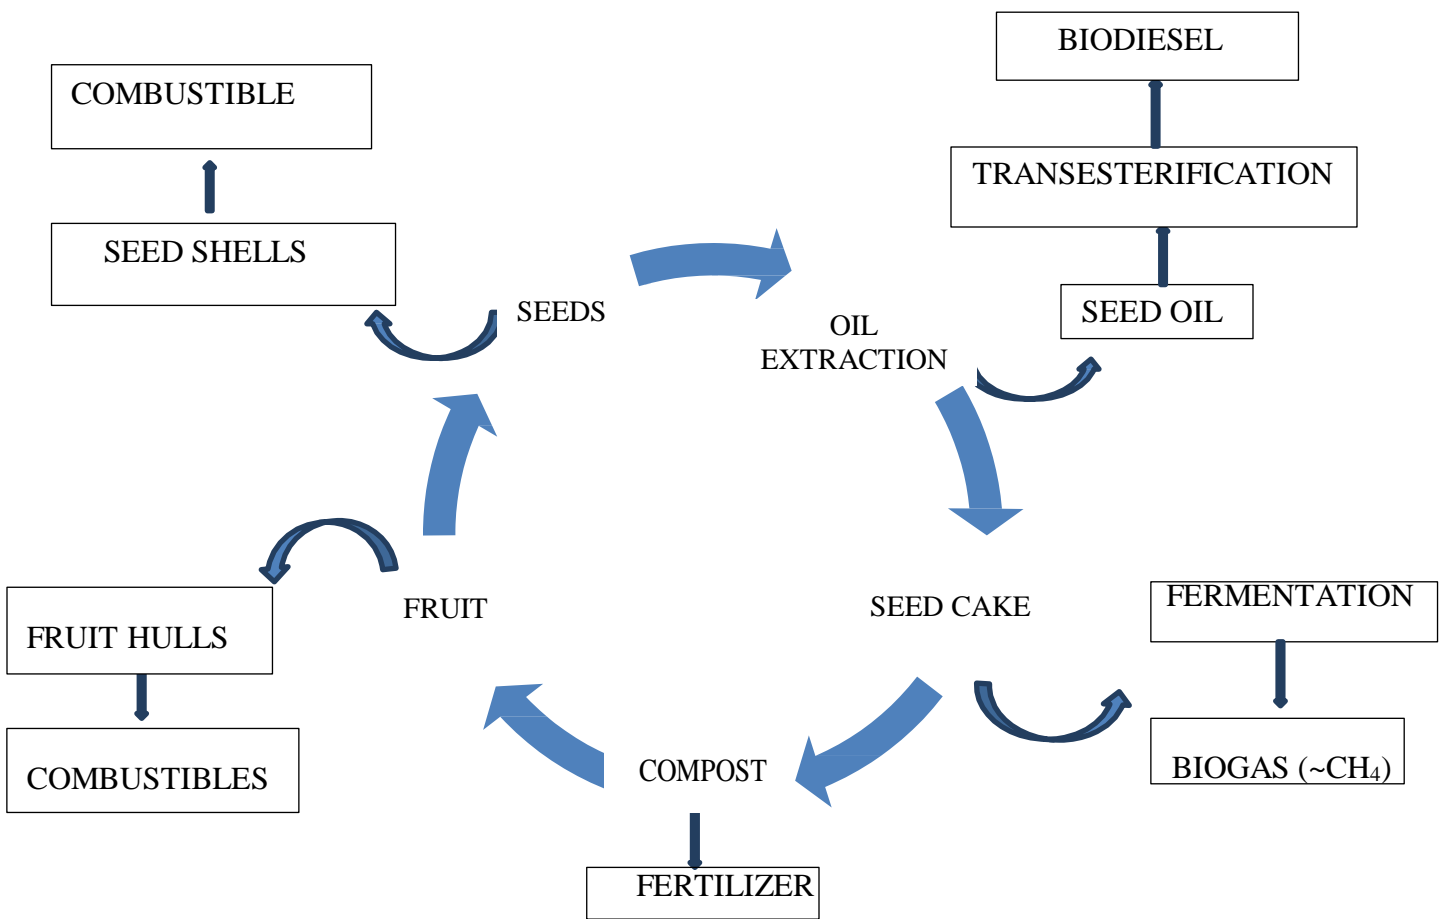 BIODIESEL
COMBUSTIBLE
TRANSESTERIFICATION
SEED SHELLS
SEEDS
SEED OIL
OIL
EXTRACTION
FRUIT
SEED CAKE
FERMENTATION
FRUIT HULLS
COMBUSTIBLES
COMPOST
BIOGAS (~CH₄)
FERTILIZER